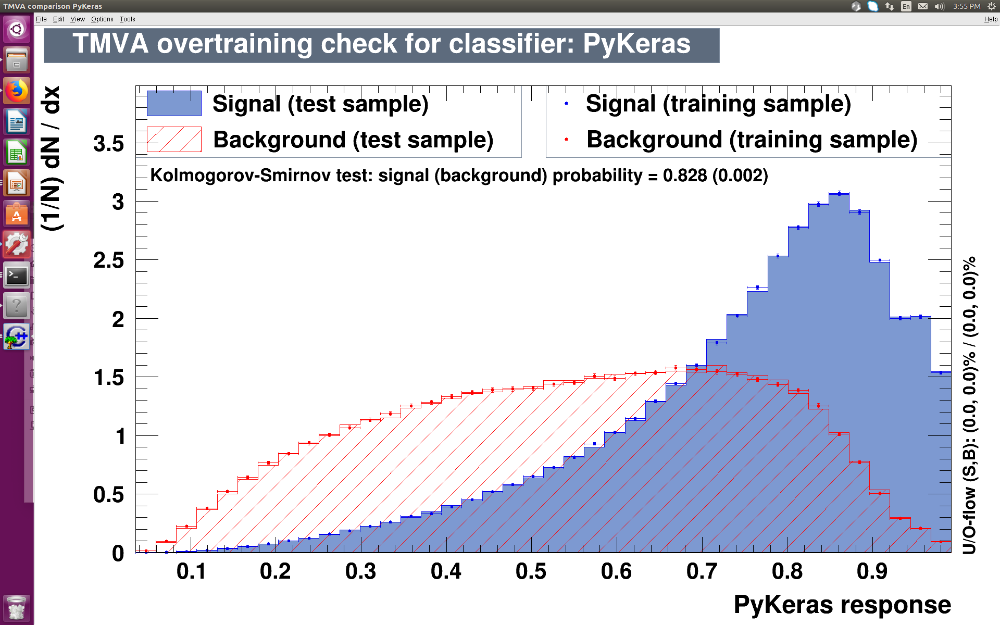 TMVA comparison PyKeras
En
3:55 PM
File Edit View Options Tools
Help
TMVA overtraining check for classifier: PyKeras
Signal (test sample)
Background (test sample)
Signal (training sample)
Background (training sample)
Kolmogorov-Smirnov test: signal (background) probability = 0.828 (0.002)
(1/N) dN / dx
3.5
3
2.5
2
1.5
1
0.5
0
0.1 0.2 0.3 0.4 0.5 0.6 0.7 0.8 0.9
PyKeras response
U/O-flow (S,B): (0.0, 0.0)% / (0.0, 0.0)%